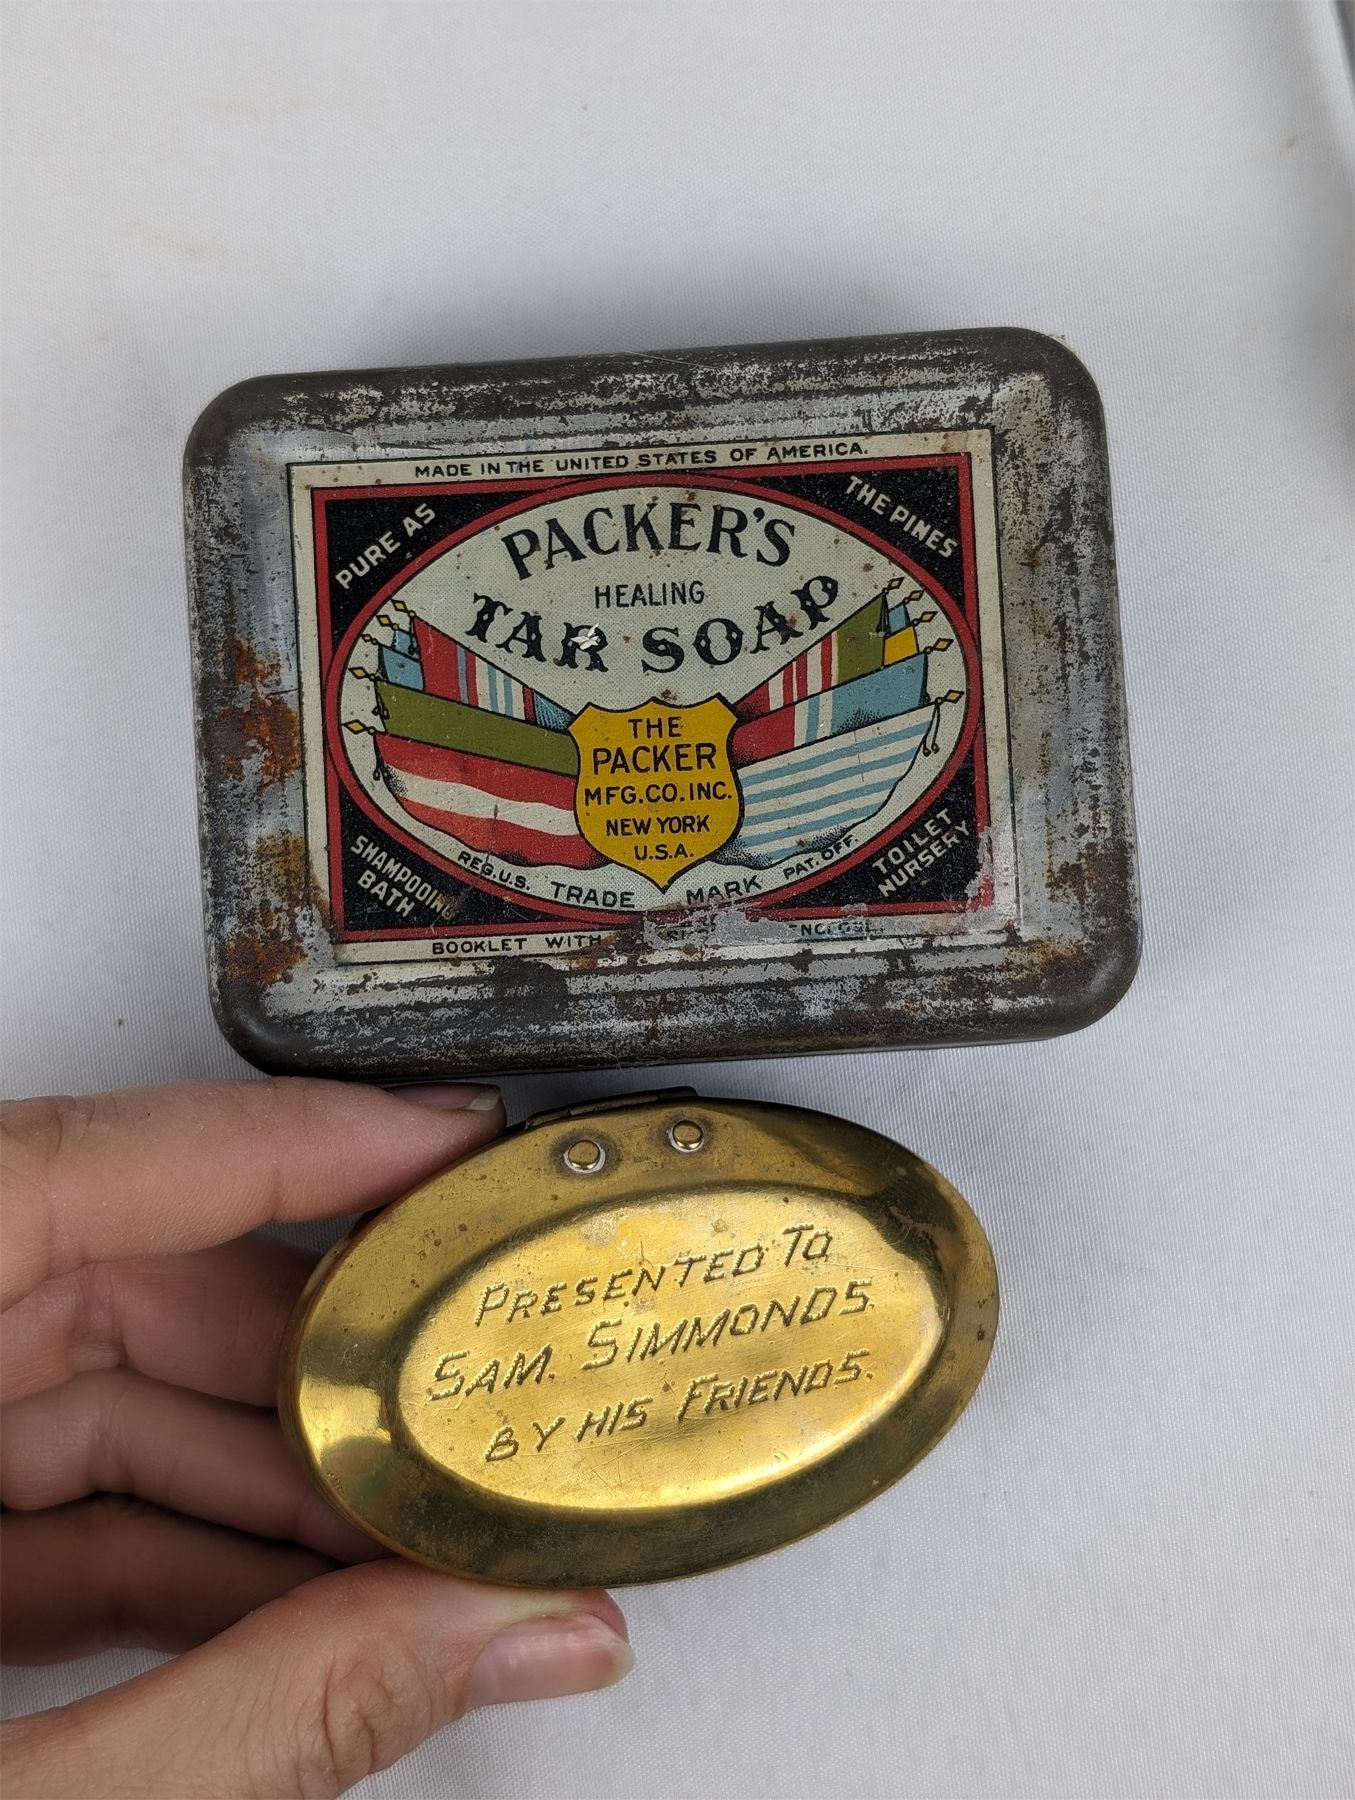 MADE IN THE UNITED STATES OF AMERICA.
PURE AS
THE PINES
PACKER'S
HEALING
TAR SOAP
THE
PACKER
MFG. CO. INC.
NEW YORK
U.S.A.
REG. U.S. TRADE MARK PAT. OFF.
SHAMPOOING
BATH
TOILET
NURSERY
BOOKLET WITH
PRESENTED TO
SAM. SIMMONDS.
BY HIS FRIENDS.